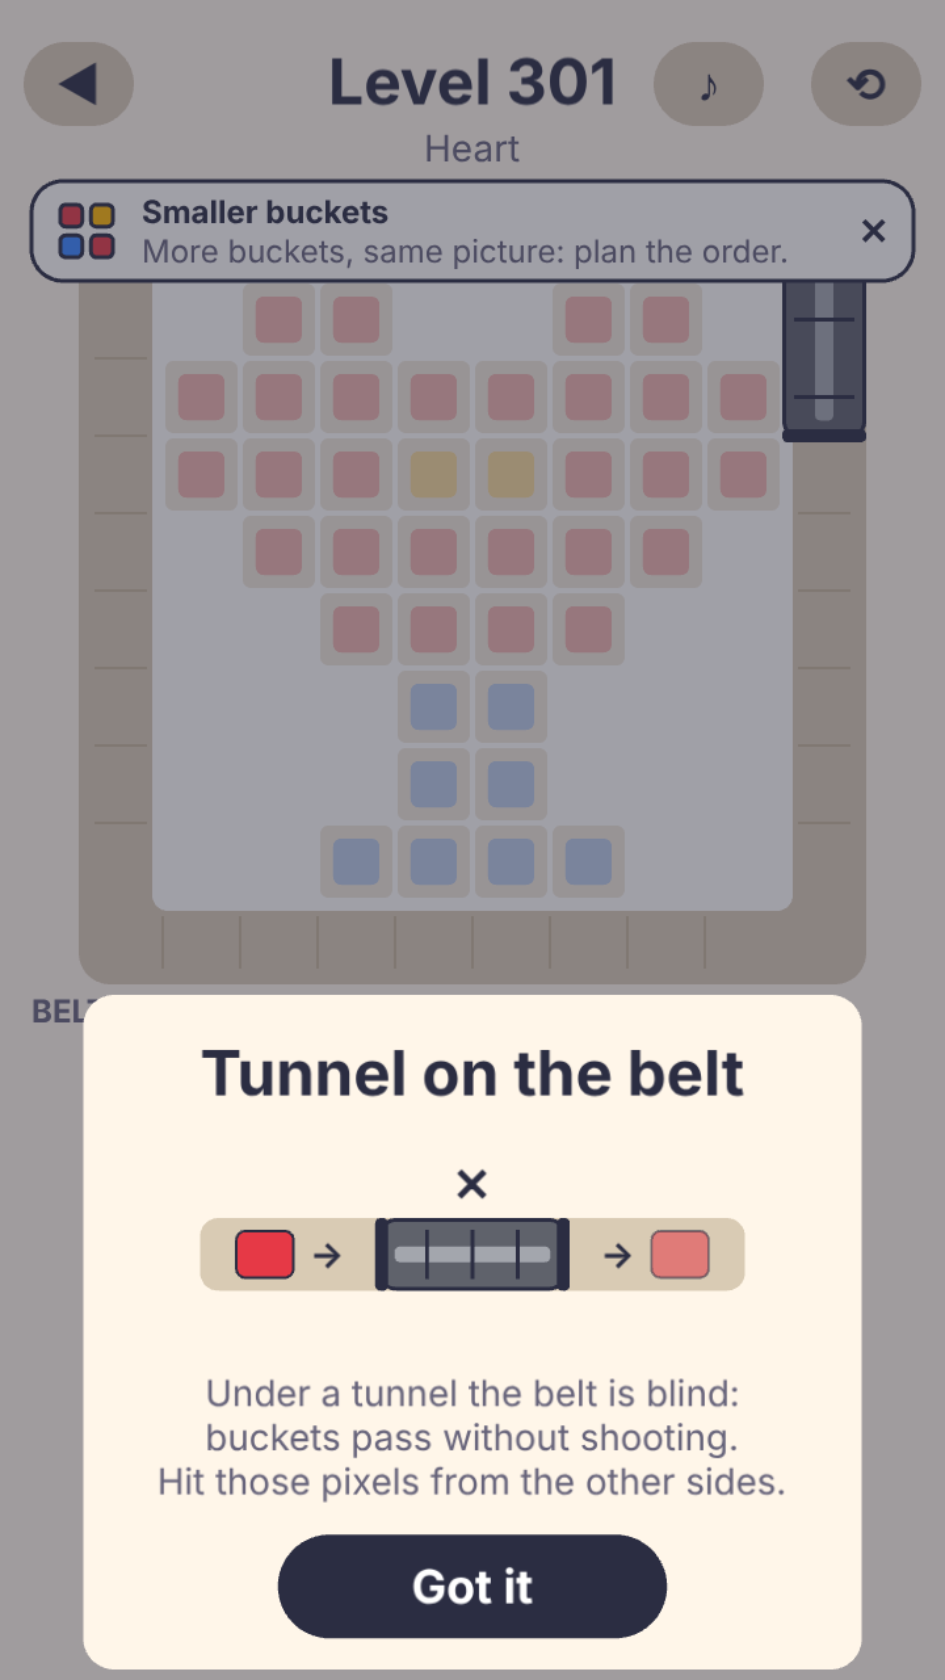 Level 301
Heart
Smaller buckets
More buckets, same picture: plan the order.
Tunnel on the belt
Under a tunnel the belt is blind:
buckets pass without shooting.
Hit those pixels from the other sides.
Got it